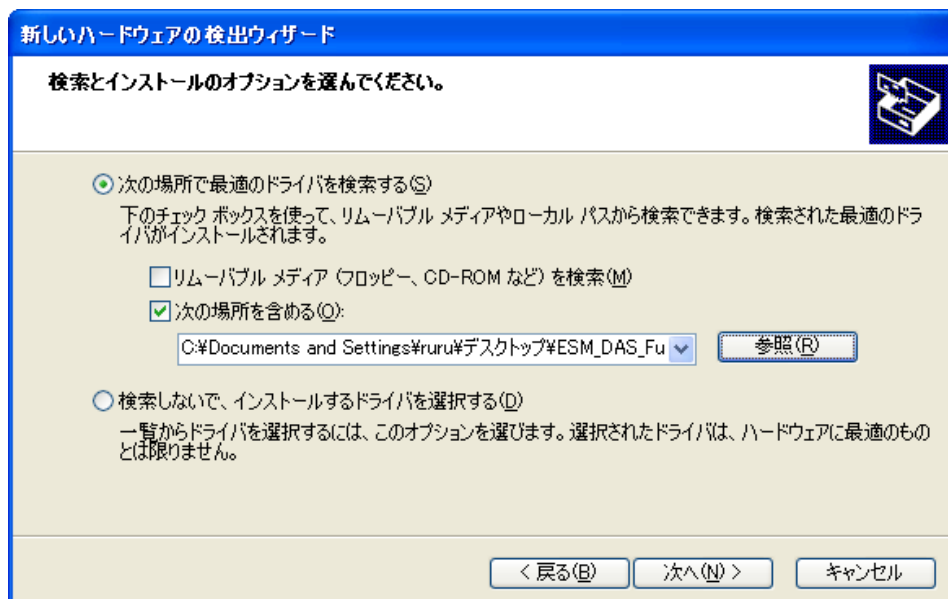 新しいハードウェアの検出ウィザード
検索とインストールのオプションを選んでください。
次の場所で最適のドライバを検索する(S)
下のチェック ボックスを使って、リムーバブル メディアやローカル パスから検索できます。検索された最適のドラ
イバがインストールされます。
リムーバブル メディア (フロッピー、CD-ROM など) を検索(M)
次の場所を含める(O):
C:¥Documents and Settings¥ruru¥デスクトップ¥ESM_DAS_Fu
参照(R)
検索しないで、インストールするドライバを選択する(D)
一覧からドライバを選択するには、このオプションを選びます。選択されたドライバは、ハードウェアに最適のもの
とは限りません。
< 戻る(B)
次へ(N) >
キャンセル